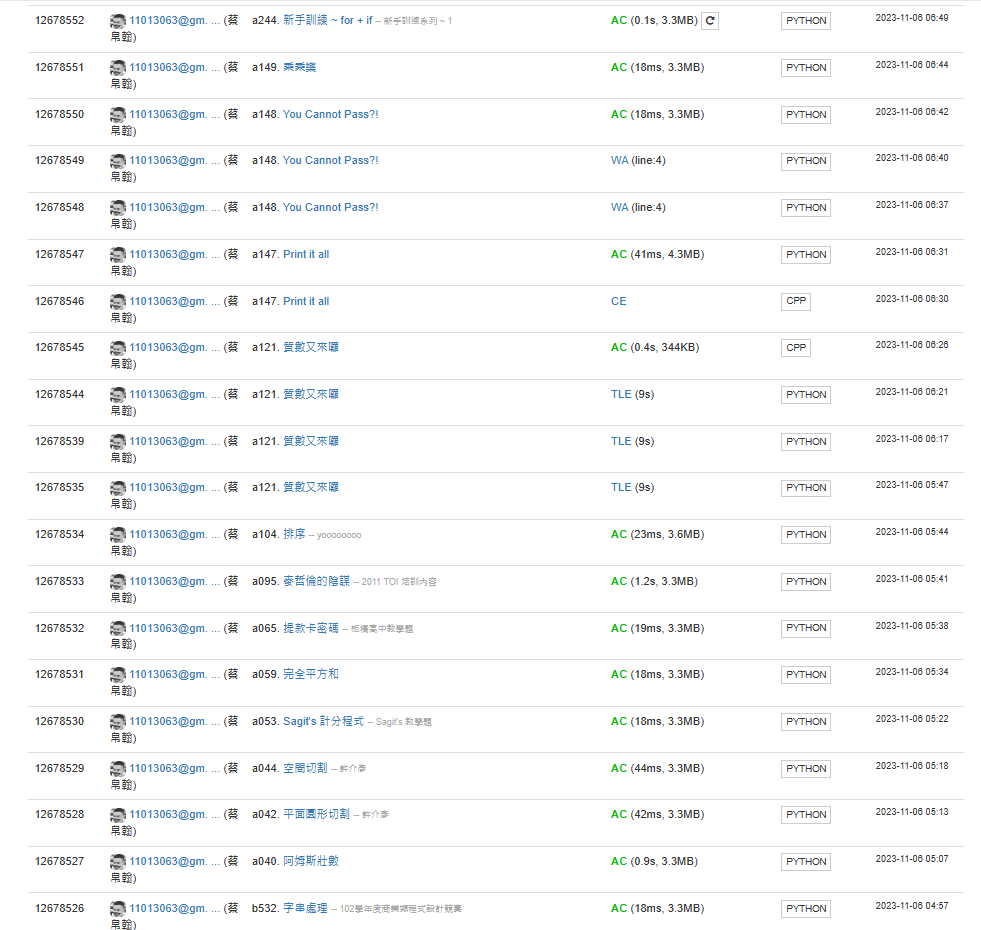 12678552 11013063@gm. ... (蔡 a244. 新手訓練 ~ for + if -- 新手訓練系列 ~ 1 AC (0.1s, 3.3MB) PYTHON 2023-11-06 06:49
帛翰)
12678551 11013063@gm. ... (蔡 a149. 乘乘樂 AC (18ms, 3.3MB) PYTHON 2023-11-06 06:44
帛翰)
12678550 11013063@gm. ... (蔡 a148. You Cannot Pass?! AC (18ms, 3.3MB) PYTHON 2023-11-06 06:42
帛翰)
12678549 11013063@gm. ... (蔡 a148. You Cannot Pass?! WA (line:4) PYTHON 2023-11-06 06:40
帛翰)
12678548 11013063@gm. ... (蔡 a148. You Cannot Pass?! WA (line:4) PYTHON 2023-11-06 06:37
帛翰)
12678547 11013063@gm. ... (蔡 a147. Print it all AC (41ms, 4.3MB) PYTHON 2023-11-06 06:31
帛翰)
12678546 11013063@gm. ... (蔡 a147. Print it all CE CPP 2023-11-06 06:30
帛翰)
12678545 11013063@gm. ... (蔡 a121. 質數又來囉 AC (0.4s, 344KB) CPP 2023-11-06 06:26
帛翰)
12678544 11013063@gm. ... (蔡 a121. 質數又來囉 TLE (9s) PYTHON 2023-11-06 06:21
帛翰)
12678539 11013063@gm. ... (蔡 a121. 質數又來囉 TLE (9s) PYTHON 2023-11-06 06:17
帛翰)
12678535 11013063@gm. ... (蔡 a121. 質數又來囉 TLE (9s) PYTHON 2023-11-06 05:47
帛翰)
12678534 11013063@gm. ... (蔡 a104. 排序 -- yoooooooo AC (23ms, 3.6MB) PYTHON 2023-11-06 05:44
帛翰)
12678533 11013063@gm. ... (蔡 a095. 麥哲倫的陰謀 -- 2011 TOI 培訓內容 AC (1.2s, 3.3MB) PYTHON 2023-11-06 05:41
帛翰)
12678532 11013063@gm. ... (蔡 a065. 提款卡密碼 -- 板橋高中教學題 AC (19ms, 3.3MB) PYTHON 2023-11-06 05:38
帛翰)
12678531 11013063@gm. ... (蔡 a059. 完全平方和 AC (18ms, 3.3MB) PYTHON 2023-11-06 05:34
帛翰)
12678530 11013063@gm. ... (蔡 a053. Sagit's 計分程式 -- Sagit's 教學題 AC (18ms, 3.3MB) PYTHON 2023-11-06 05:22
帛翰)
12678529 11013063@gm. ... (蔡 a044. 空間切割 -- 許介彥 AC (44ms, 3.3MB) PYTHON 2023-11-06 05:18
帛翰)
12678528 11013063@gm. ... (蔡 a042. 平面圓形切割 -- 許介彥 AC (42ms, 3.3MB) PYTHON 2023-11-06 05:13
帛翰)
12678527 11013063@gm. ... (蔡 a040. 阿姆斯壯數 AC (0.9s, 3.3MB) PYTHON 2023-11-06 05:07
帛翰)
12678526 11013063@gm. ... (蔡 b532. 字串處理 -- 102學年度商業類程式設計競賽 AC (18ms, 3.3MB) PYTHON 2023-11-06 04:57
帛翰)